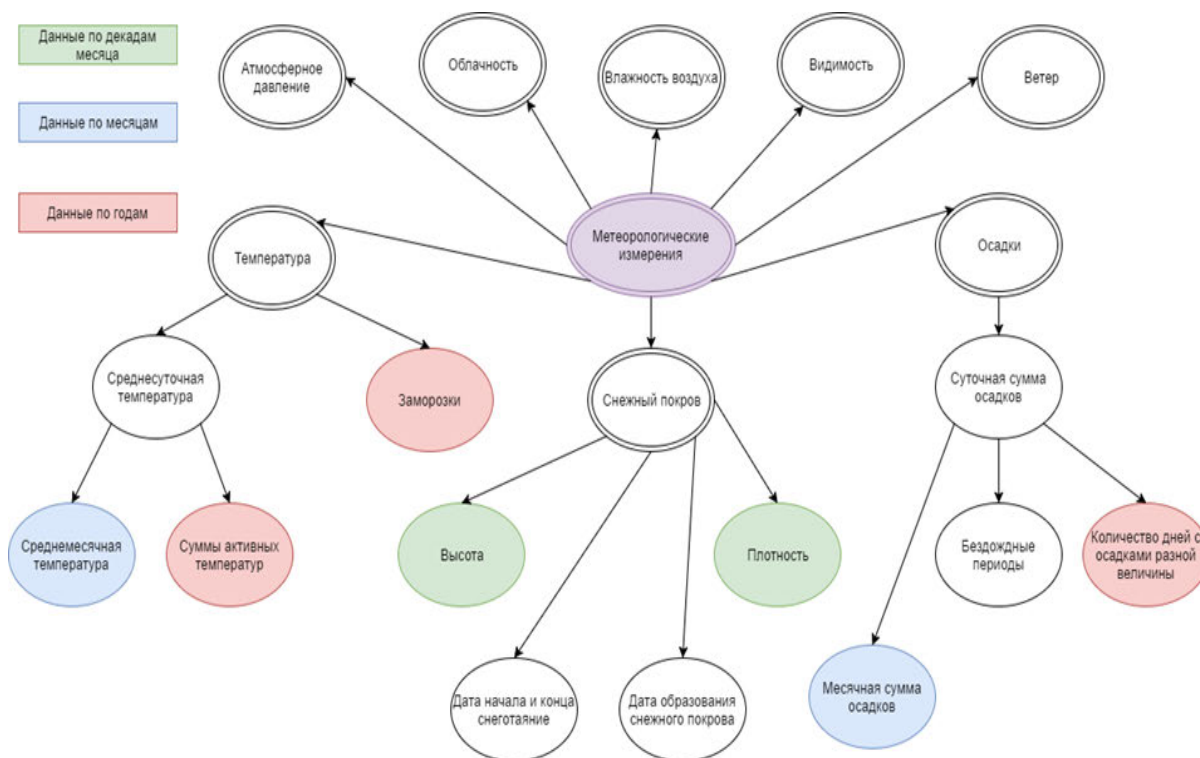 Данные по декадам
месяца
Данные по месяцам
Данные по годам
Атмосферное
давление
Облачность
Влажность воздуха
Видимость
Ветер
Метеорологические
измерения
Температура
Осадки
Среднесуточная
температура
Заморозки
Снежный покров
Суточная сумма
осадков
Среднемесячная
температура
Суммы активных
температур
Высота
Плотность
Бездождные
периоды
Количество дней с
осадками разной
величины
Дата начала и конца
снеготаяние
Дата образования
снежного покрова
Месячная сумма
осадков